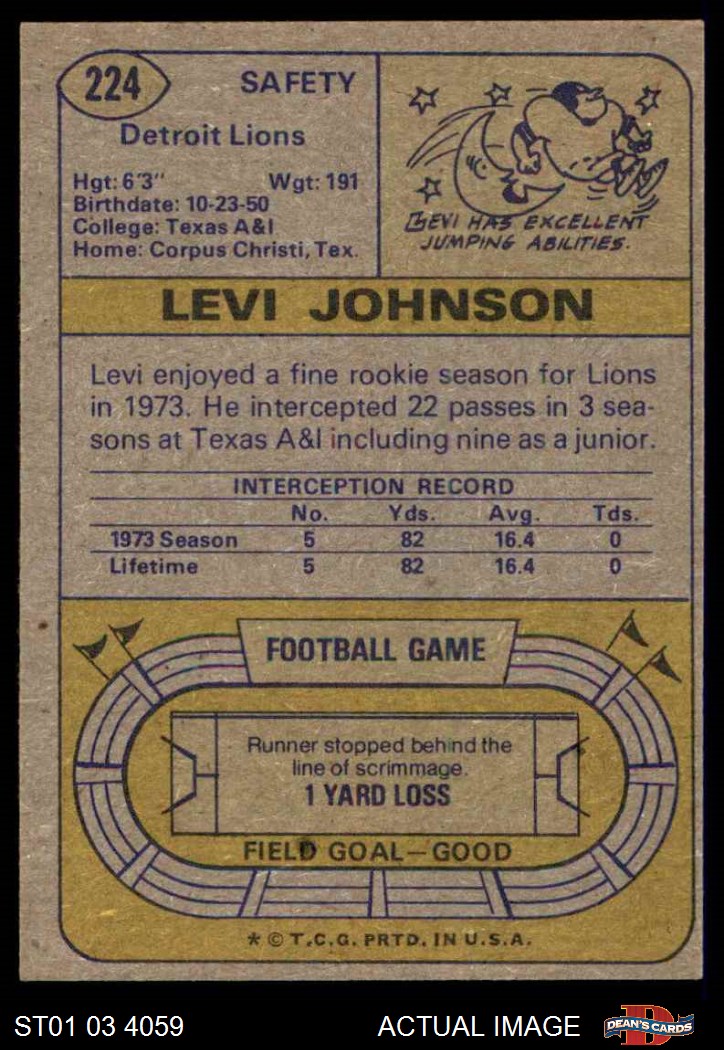 224
SAFETY
Detroit Lions
Hgt: 6'3" Wgt: 191
Birthdate: 10-23-50
College: Texas A&I
Home: Corpus Christi, Tex.
LEVI HAS EXCELLENT
JUMPING ABILITIES.
LEVI JOHNSON
Levi enjoyed a fine rookie season for Lions
in 1973. He intercepted 22 passes in 3 sea-
sons at Texas A&I including nine as a junior.
INTERCEPTION RECORD
No. Yds. Avg. Tds.
1973 Season 5 82 16.4 0
Lifetime 5 82 16.4 0
FOOTBALL GAME
Runner stopped behind the
line of scrimmage.
1 YARD LOSS
FIELD GOAL—GOOD
* © T.C.G. PRTD. IN U.S.A.
ST01 03 4059 ACTUAL IMAGE DEAN'S CARDS